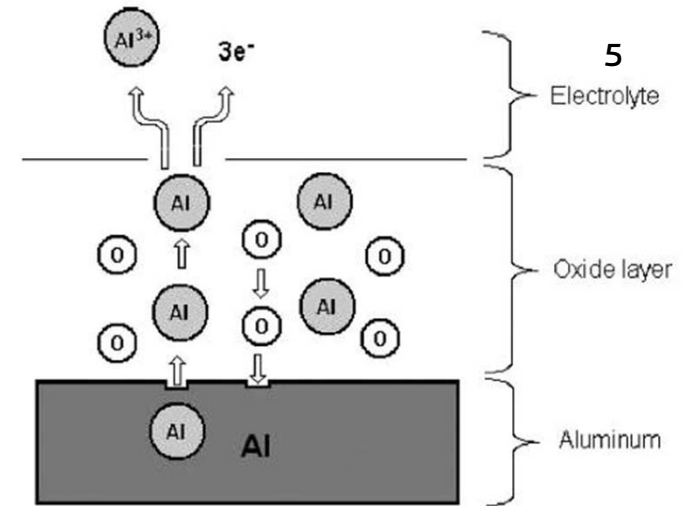 Al³⁺
3e⁻
5
Electrolyte
Al
Al
O
O
O
Oxide layer
Al
Al
O
O
O
Al
Al
Aluminum